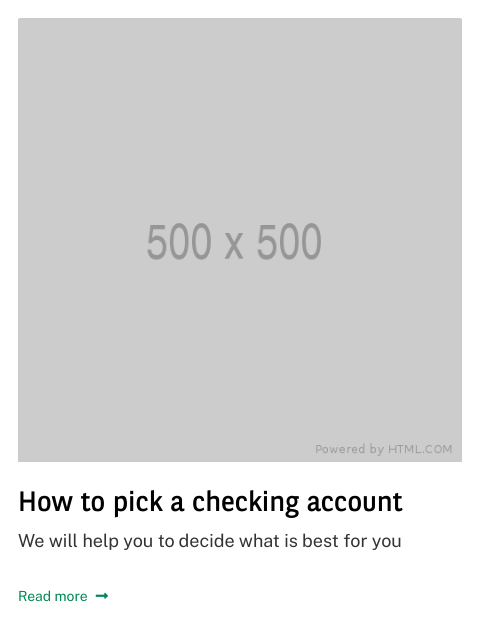 500 x 500
Powered by HTML.COM
How to pick a checking account
We will help you to decide what is best for you
Read more